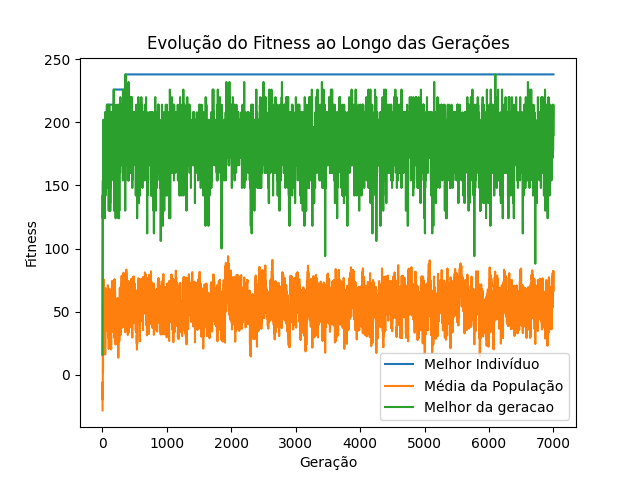 Evolução do Fitness ao Longo das Gerações
250
200
150
100
50
0
Fitness
0 1000 2000 3000 4000 5000 6000 7000
Geração
Melhor Indivíduo
Média da População
Melhor da geracao